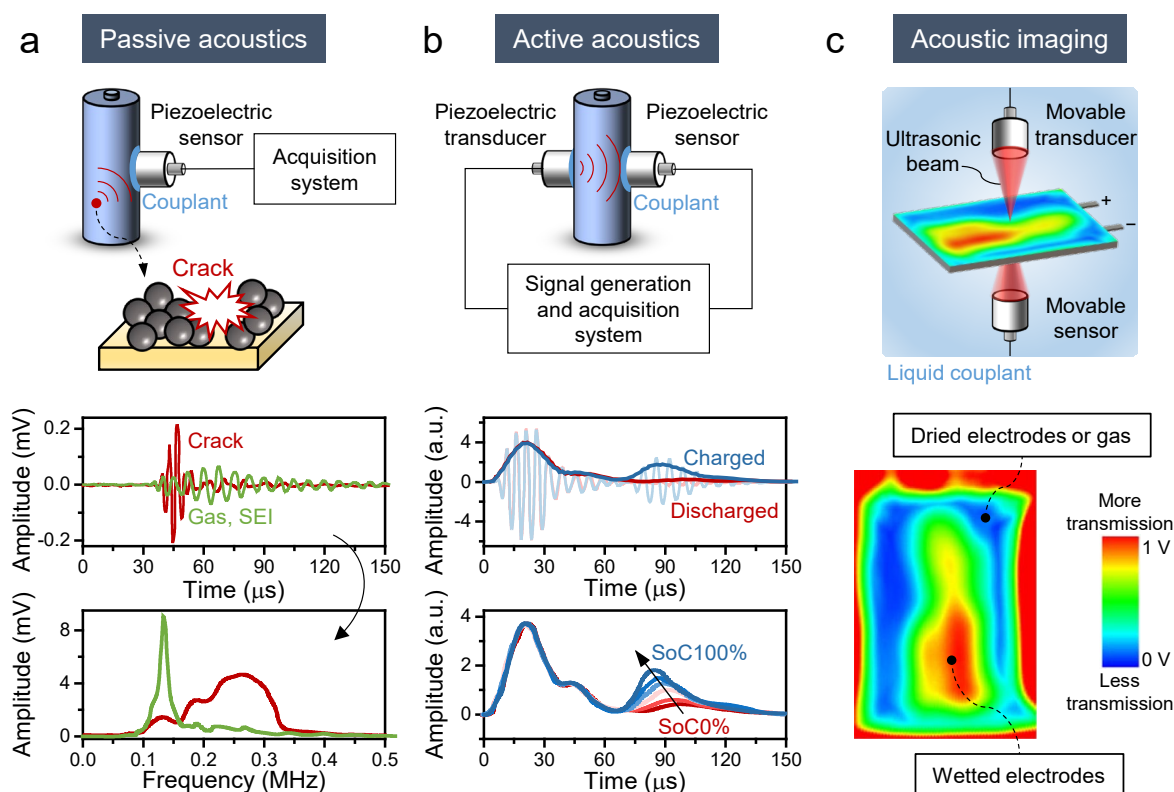 a
Passive acoustics
Piezoelectric
sensor
Acquisition
system
Couplant
Crack
Amplitude (mV)
0.2
0.0
-0.2
Crack
Gas, SEI
0 30 60 90 120 150
Time (μs)
Amplitude (mV)
8
4
0
0.0 0.1 0.2 0.3 0.4 0.5
Frequency (MHz)
b
Active acoustics
Piezoelectric
transducer
Piezoelectric
sensor
Couplant
Signal generation
and acquisition
system
Amplitude (a.u.)
4
0
-4
Charged
Discharged
0 30 60 90 120 150
Time (μs)
Amplitude (a.u.)
4
2
0
SoC100%
SoC0%
0 30 60 90 120 150
Time (μs)
c
Acoustic imaging
Movable
transducer
Ultrasonic
beam
+
−
Movable
sensor
Liquid couplant
Dried electrodes or gas
More
transmission
1 V
0 V
Less
transmission
Wetted electrodes